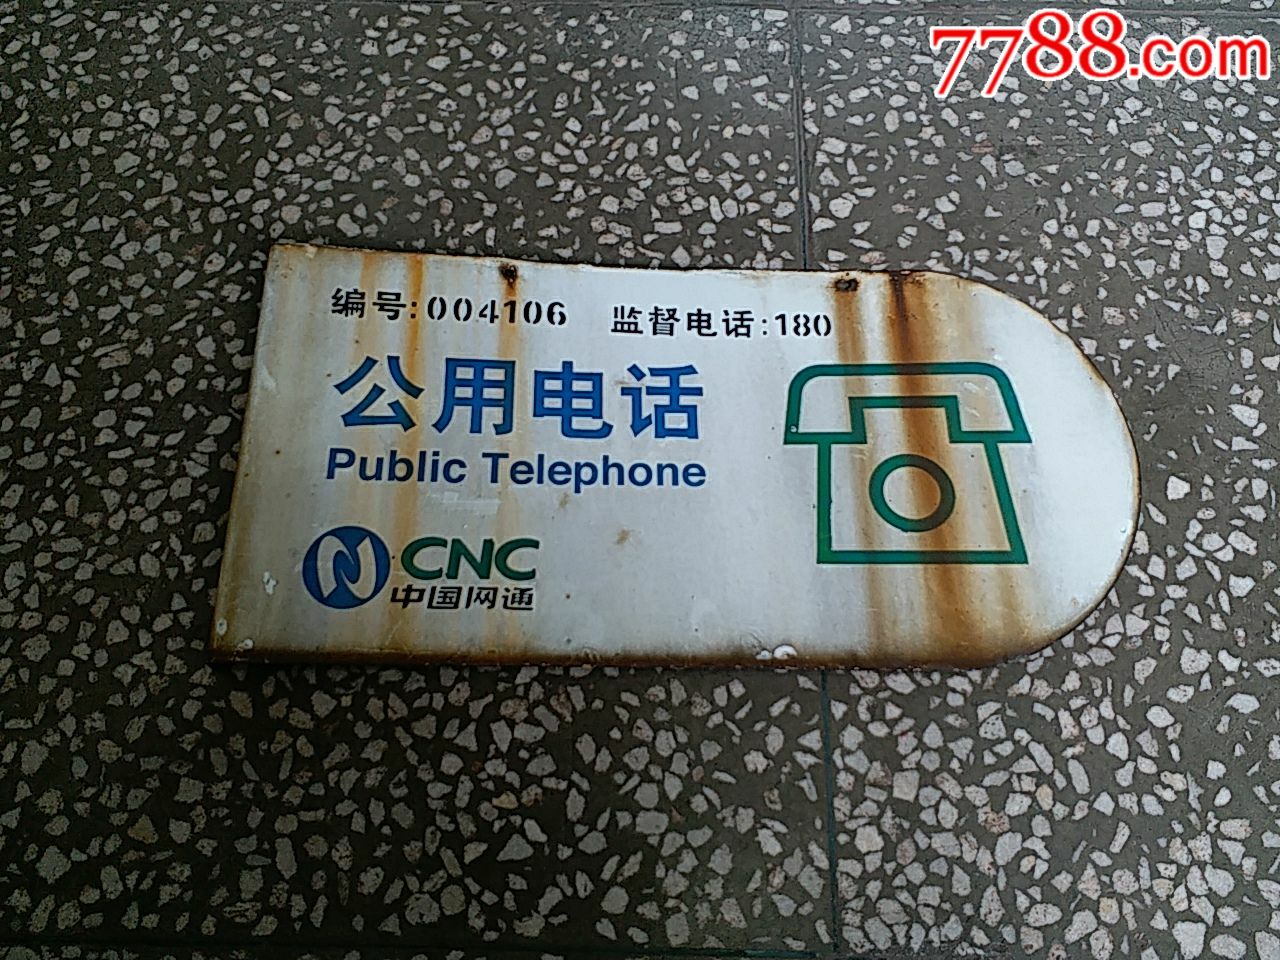 7788.com
编号:004106 监督电话:180
公用电话
Public Telephone
CNC
中国网通